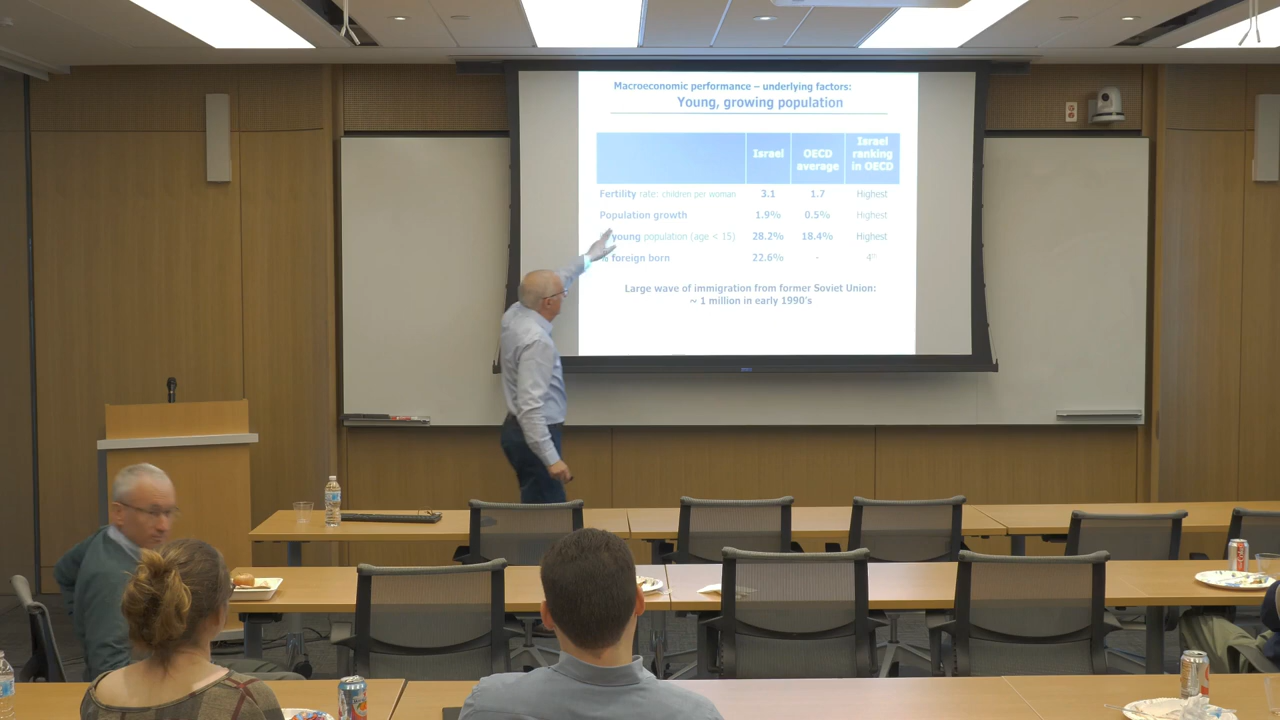 Macroeconomic performance – underlying factors:
Young, growing population
Israel OECD average Israel ranking in OECD
Fertility rate: children per woman 3.1 1.7 Highest
Population growth 1.9% 0.5% Highest
young population (age < 15) 28.2% 18.4% Highest
% foreign born 22.6% - 4th
Large wave of immigration from former Soviet Union:
~ 1 million in early 1990's